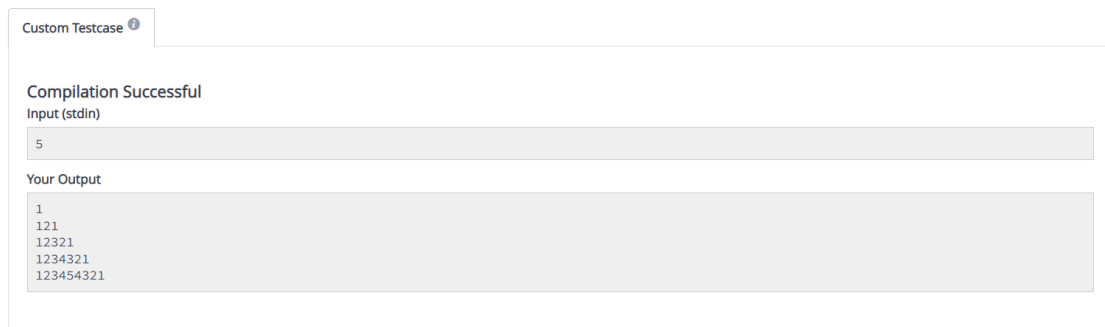 Custom Testcase
Compilation Successful
Input (stdin)
5
Your Output
1
121
12321
1234321
123454321